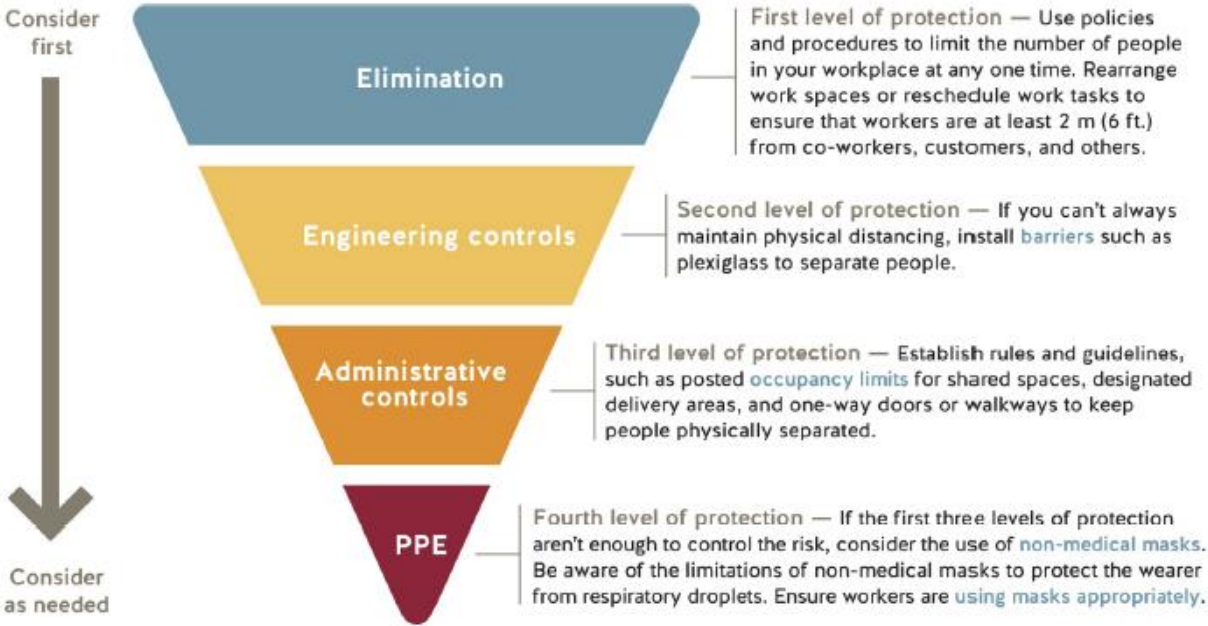 Consider
first
Elimination
First level of protection — Use policies
and procedures to limit the number of people
in your workplace at any one time. Rearrange
work spaces or reschedule work tasks to
ensure that workers are at least 2 m (6 ft.)
from co-workers, customers, and others.
Engineering controls
Second level of protection — If you can't always
maintain physical distancing, install barriers such as
plexiglass to separate people.
Administrative
controls
Third level of protection — Establish rules and guidelines,
such as posted occupancy limits for shared spaces, designated
delivery areas, and one-way doors or walkways to keep
people physically separated.
PPE
Fourth level of protection — If the first three levels of protection
aren't enough to control the risk, consider the use of non-medical masks.
Be aware of the limitations of non-medical masks to protect the wearer
from respiratory droplets. Ensure workers are using masks appropriately.
Consider
as needed